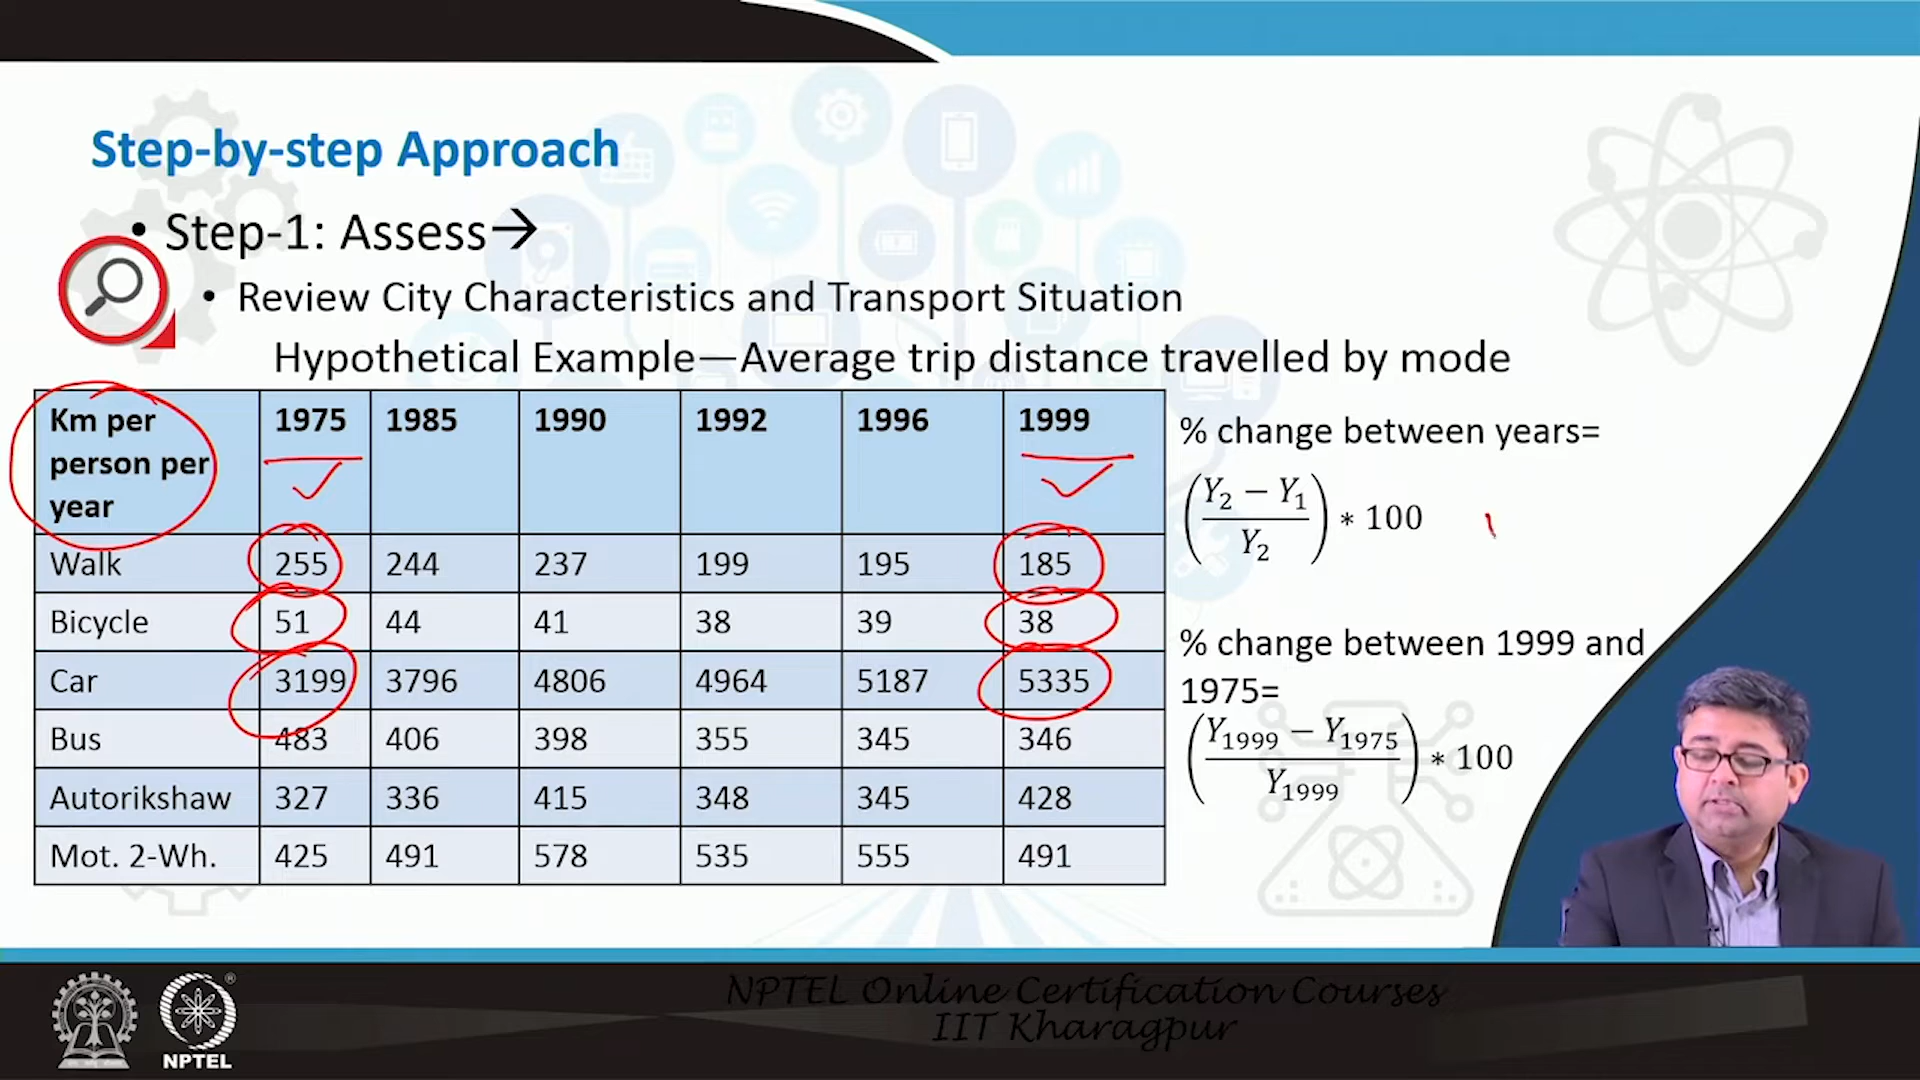 Step-by-step Approach
• Step-1: Assess→
• Review City Characteristics and Transport Situation
Hypothetical Example—Average trip distance travelled by mode
Km per person per year 1975 1985 1990 1992 1996 1999
Walk 255 244 237 199 195 185
Bicycle 51 44 41 38 39 38
Car 3199 3796 4806 4964 5187 5335
Bus 483 406 398 355 345 346
Autorikshaw 327 336 415 348 345 428
Mot. 2-Wh. 425 491 578 535 555 491
% change between years=
((Y₂ − Y₁)/Y₂) * 100
% change between 1999 and
1975=
((Y₁₉₉₉ − Y₁₉₇₅)/Y₁₉₉₉) * 100
NPTEL Online Certification Courses
IIT Kharagpur
NPTEL
®